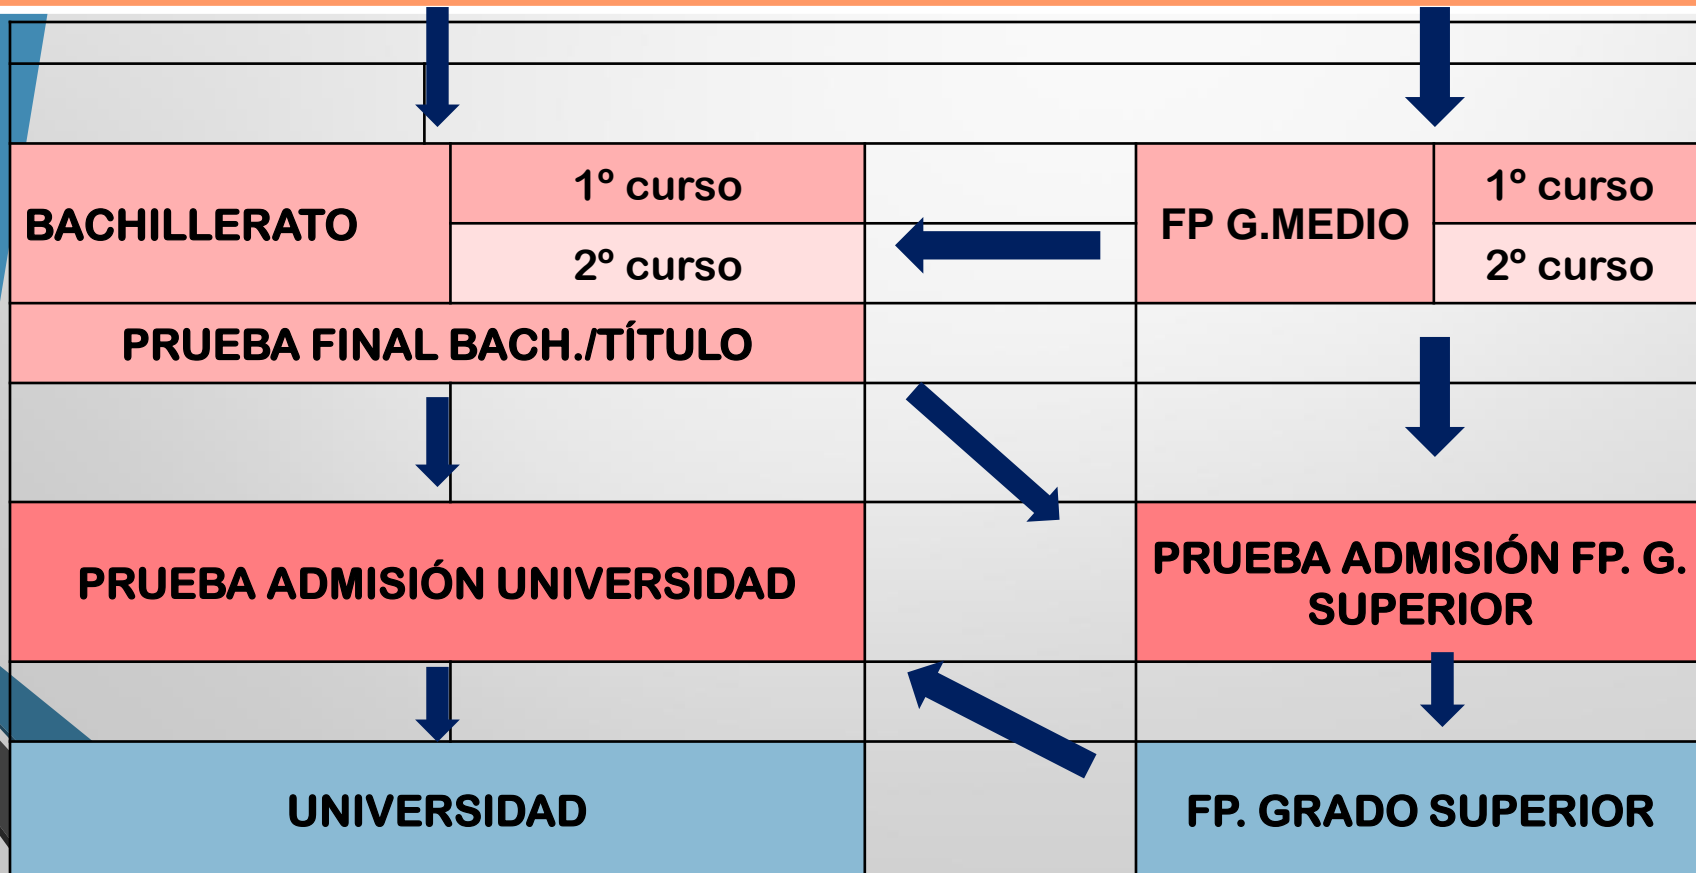 BACHILLERATO
1º curso
2º curso
FP G.MEDIO
1º curso
2º curso
PRUEBA FINAL BACH./TÍTULO
PRUEBA ADMISIÓN UNIVERSIDAD
PRUEBA ADMISIÓN FP. G.
SUPERIOR
UNIVERSIDAD
FP. GRADO SUPERIOR